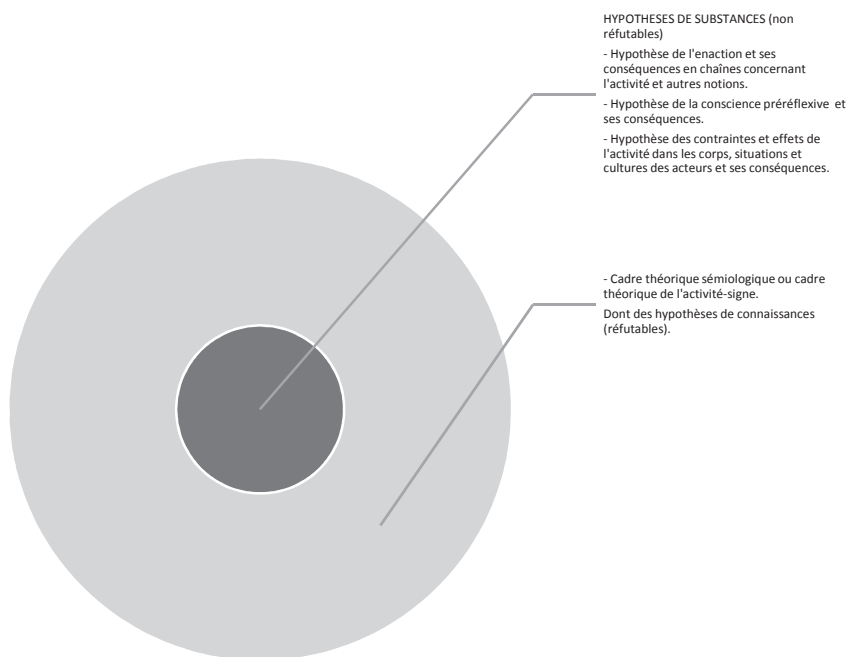 HYPOTHESES DE SUBSTANCES (non
réfutables)
- Hypothèse de l'enaction et ses
conséquences en chaînes concernant
l'activité et autres notions.
- Hypothèse de la conscience préréflexive et
ses conséquences.
- Hypothèse des contraintes et effets de
l'activité dans les corps, situations et
cultures des acteurs et ses conséquences.
- Cadre théorique sémiologique ou cadre
théorique de l'activité-signe.
Dont des hypothèses de connaissances
(réfutables).